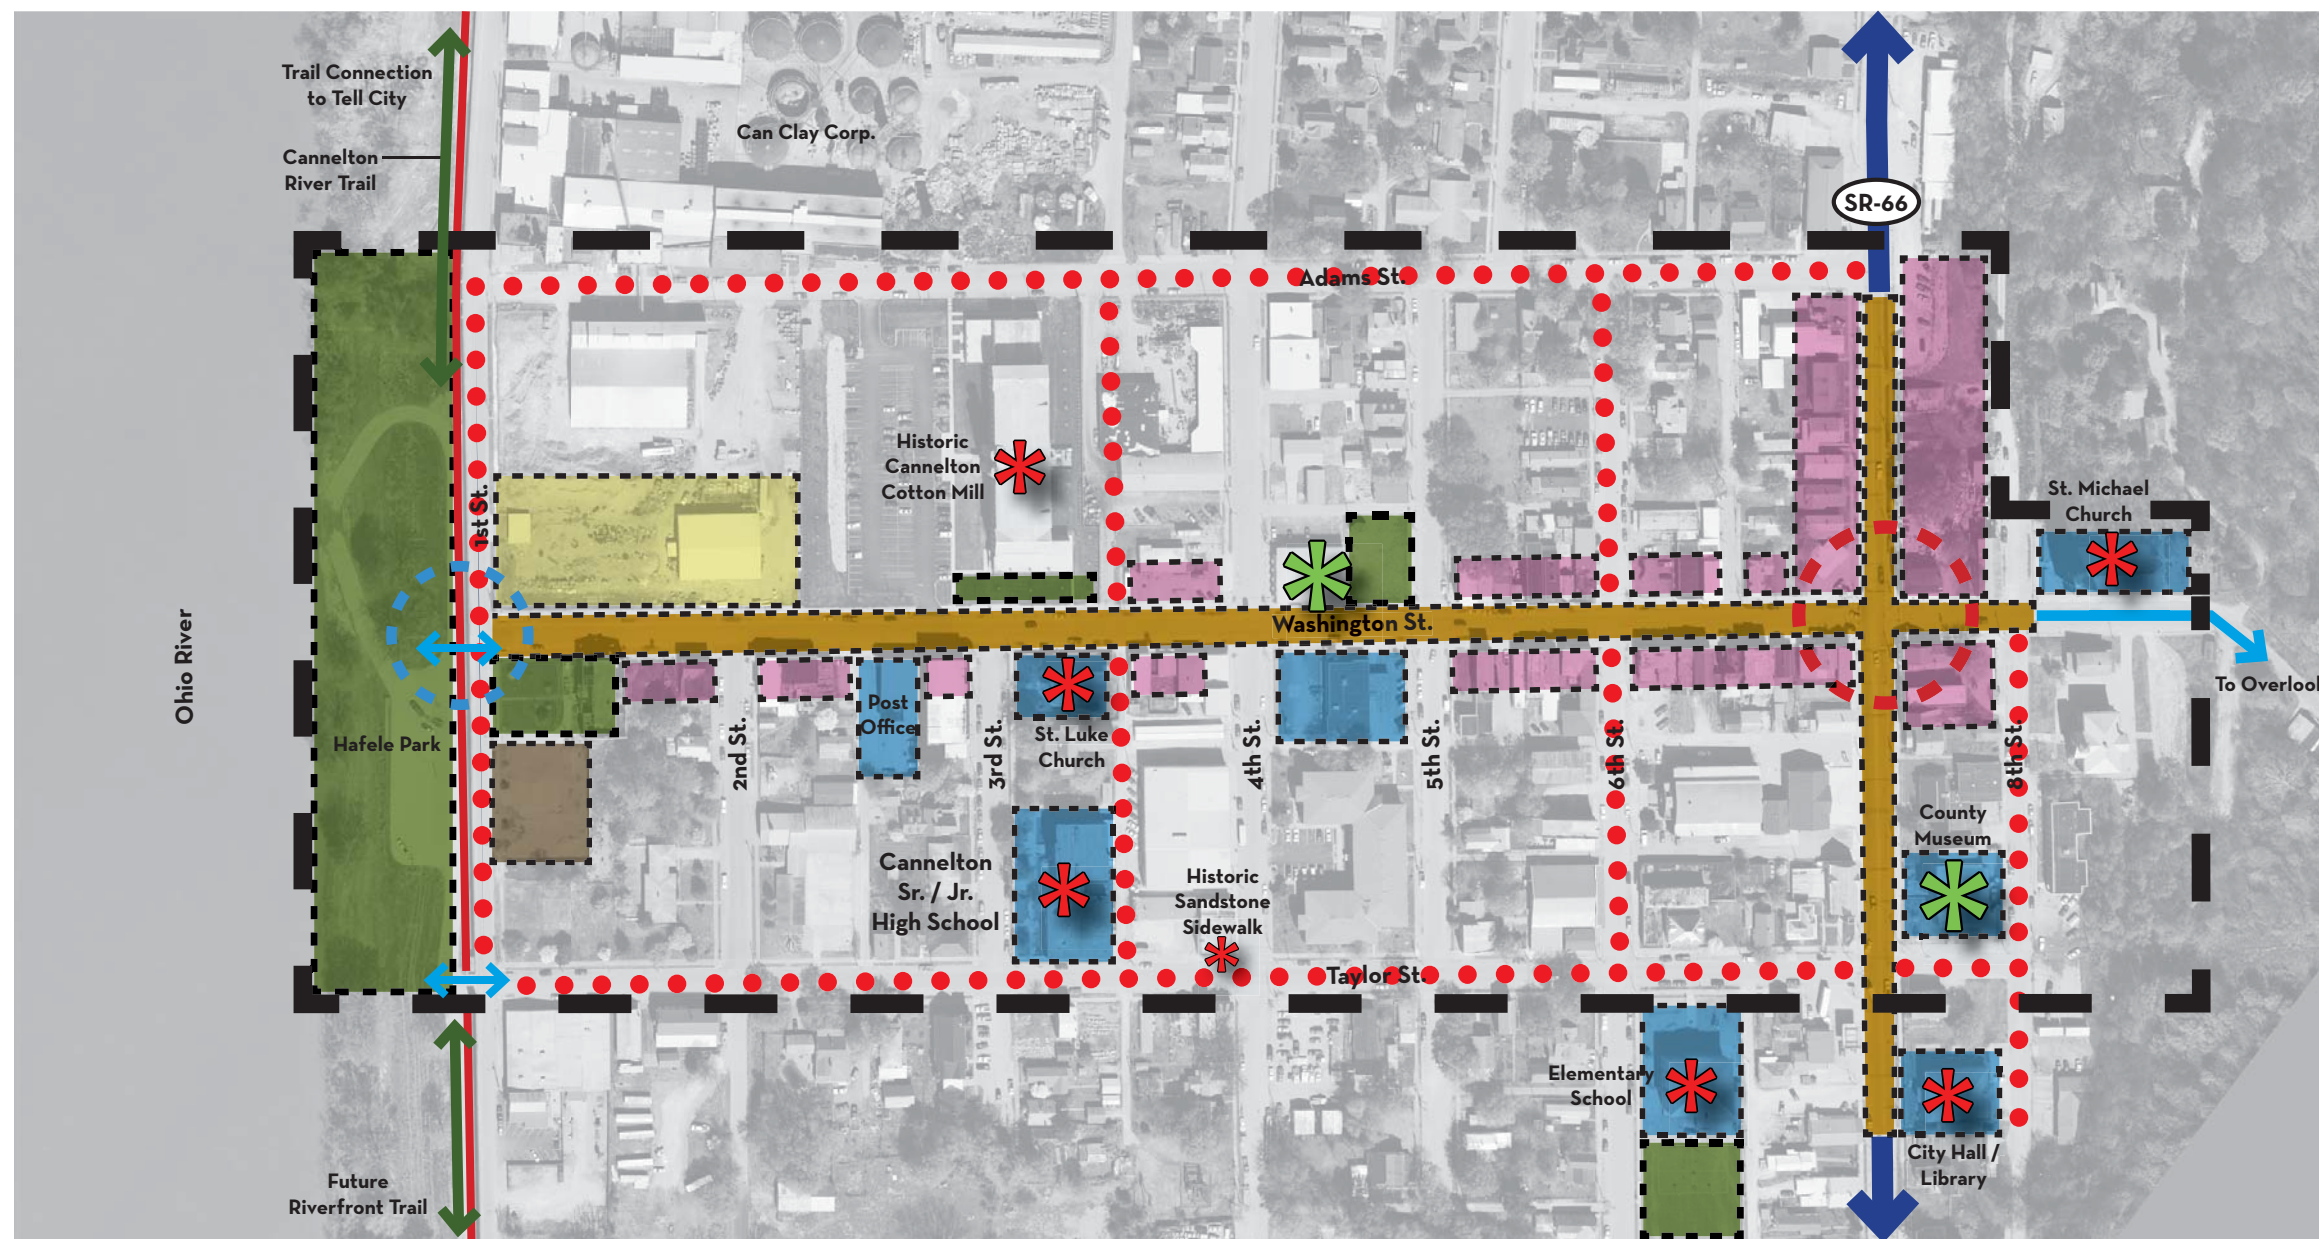 Trail Connection
to Tell City
Cannelton
River Trail
Can Clay Corp.
SR-66
Adams St.
Historic
Cannelton
Cotton Mill
1st St.
St. Michael
Church
Washington St.
Ohio River
Hafele Park
Post
Office
St. Luke
Church
2nd St.
3rd St.
4th St.
5th St.
6th St.
8th St.
To Overlook
County
Museum
Cannelton
Sr. / Jr.
High School
Historic
Sandstone
Sidewalk
Taylor St.
Elementary
School
City Hall /
Library
Future
Riverfront Trail